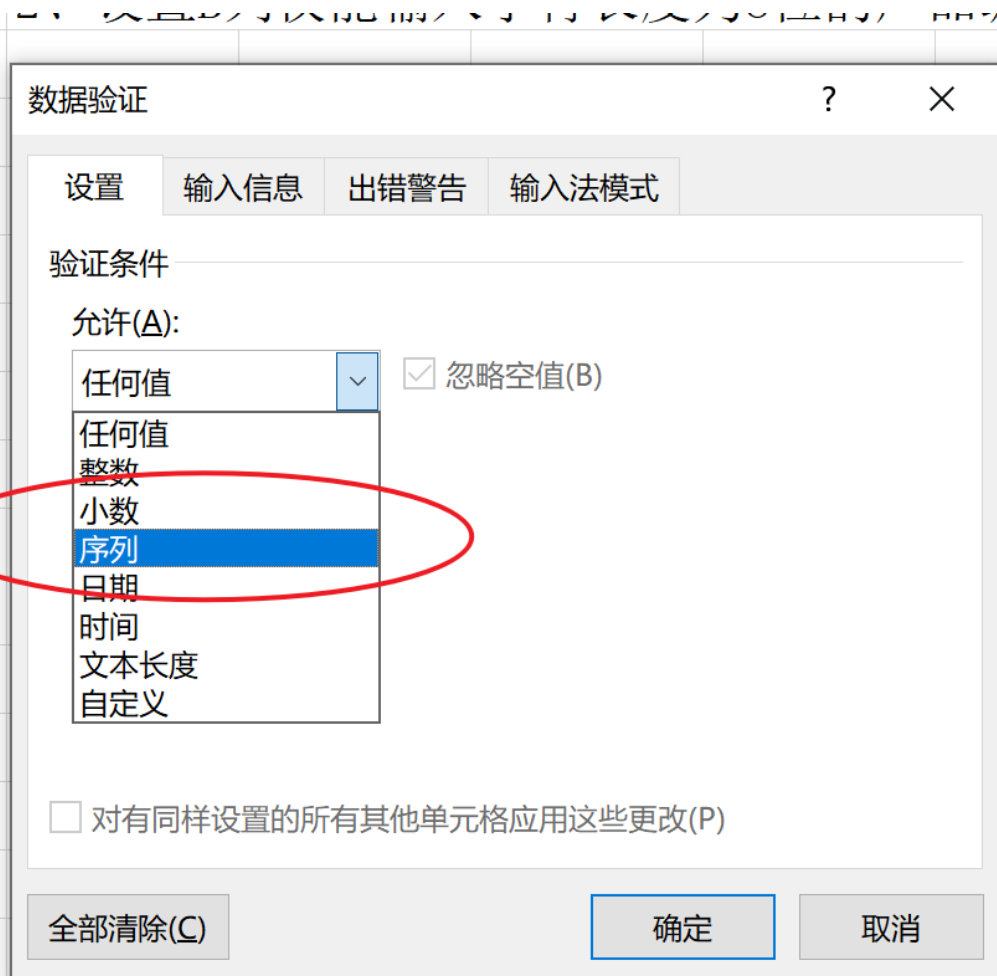 数据验证
?
设置 输入信息 出错警告 输入法模式
验证条件
允许(A):
任何值
忽略空值(B)
任何值
整数
小数
序列
日期
时间
文本长度
自定义
对有同样设置的所有其他单元格应用这些更改(P)
全部清除(C) 确定 取消